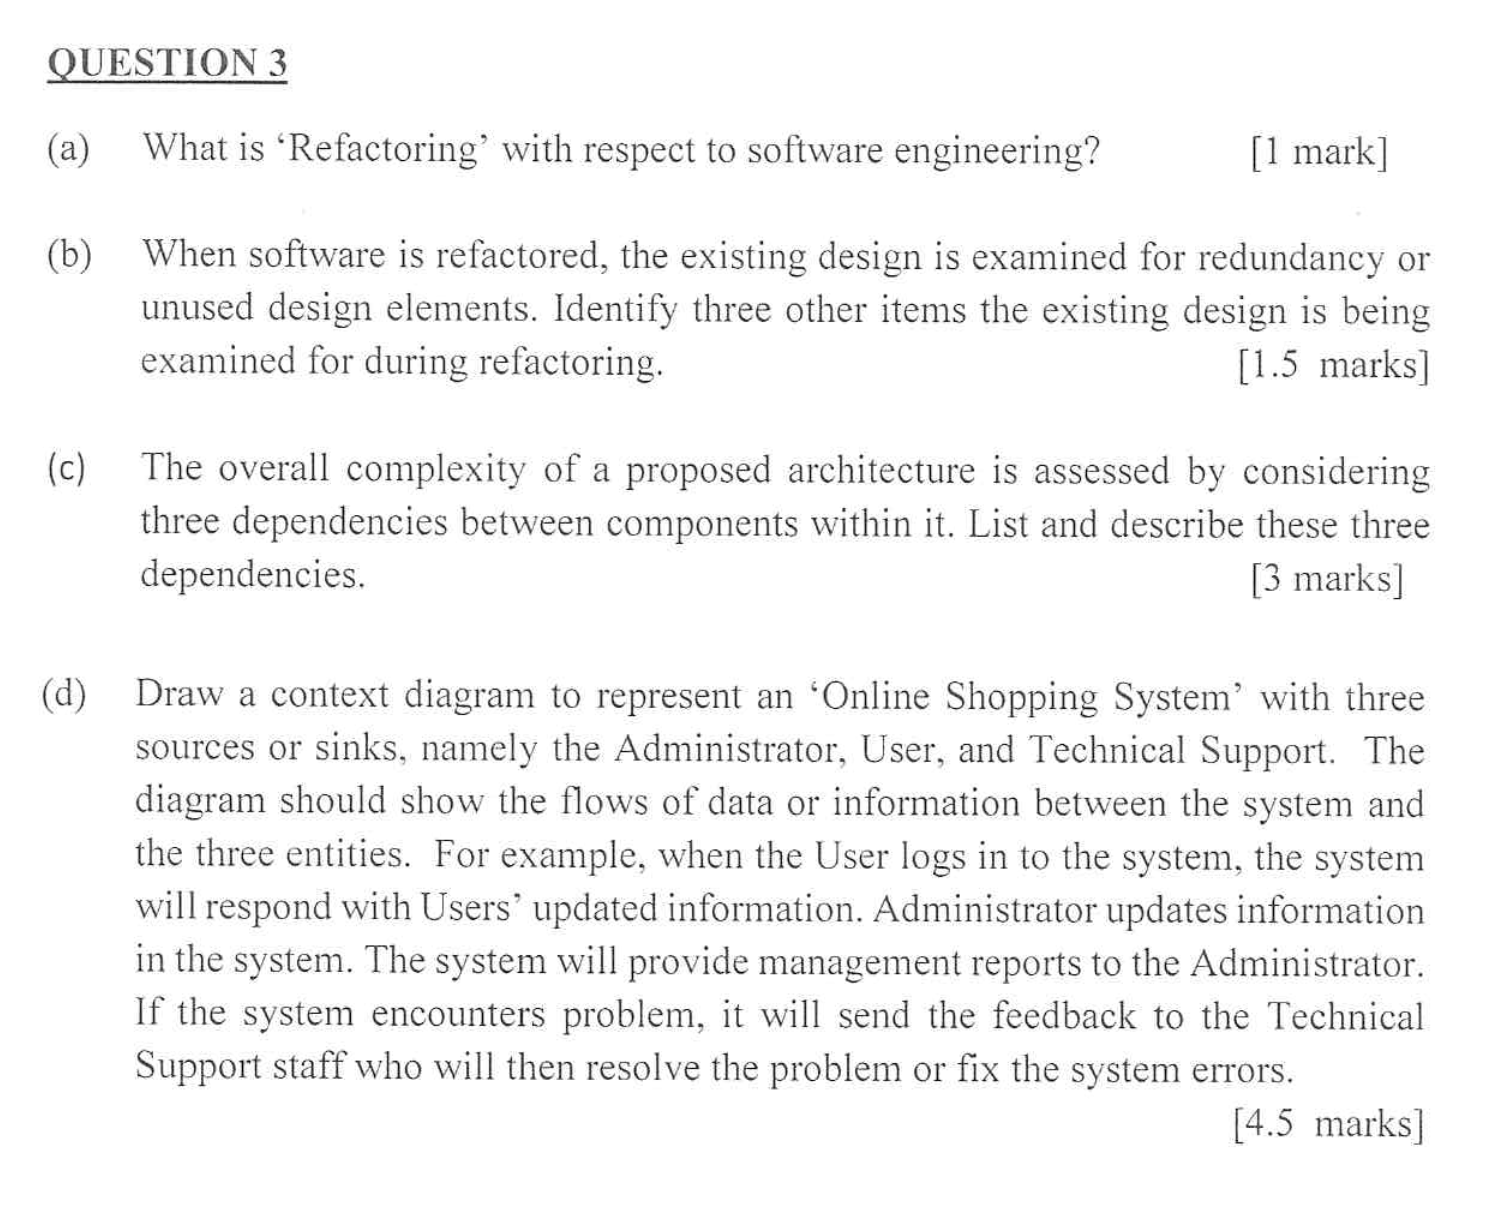 QUESTION 3
(a) What is ‘Refactoring’ with respect to software engineering? [1 mark]
(b) When software is refactored, the existing design is examined for redundancy or
unused design elements. Identify three other items the existing design is being
examined for during refactoring. [1.5 marks]
(c) The overall complexity of a proposed architecture is assessed by considering
three dependencies between components within it. List and describe these three
dependencies. [3 marks]
(d) Draw a context diagram to represent an ‘Online Shopping System’ with three
sources or sinks, namely the Administrator, User, and Technical Support. The
diagram should show the flows of data or information between the system and
the three entities. For example, when the User logs in to the system, the system
will respond with Users’ updated information. Administrator updates information
in the system. The system will provide management reports to the Administrator.
If the system encounters problem, it will send the feedback to the Technical
Support staff who will then resolve the problem or fix the system errors.
[4.5 marks]